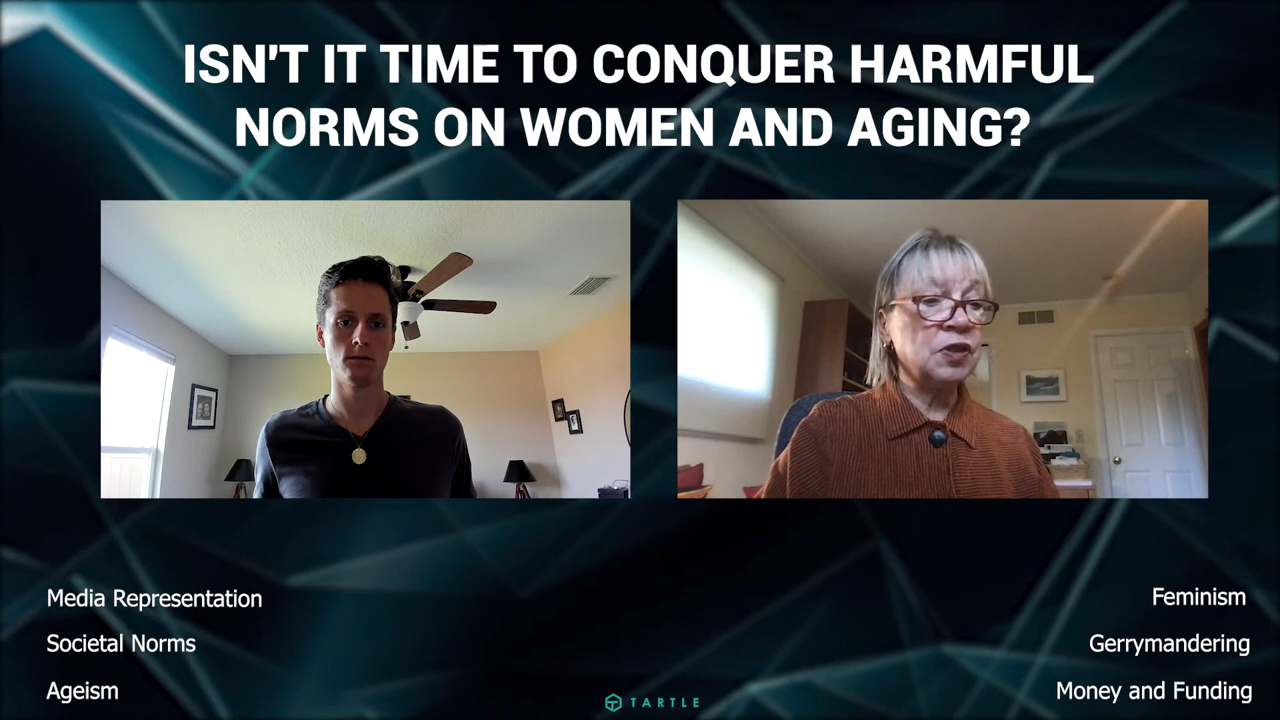 ISN'T IT TIME TO CONQUER HARMFUL
NORMS ON WOMEN AND AGING?
Media Representation
Societal Norms
Ageism
Feminism
Gerrymandering
Money and Funding
TARTLE